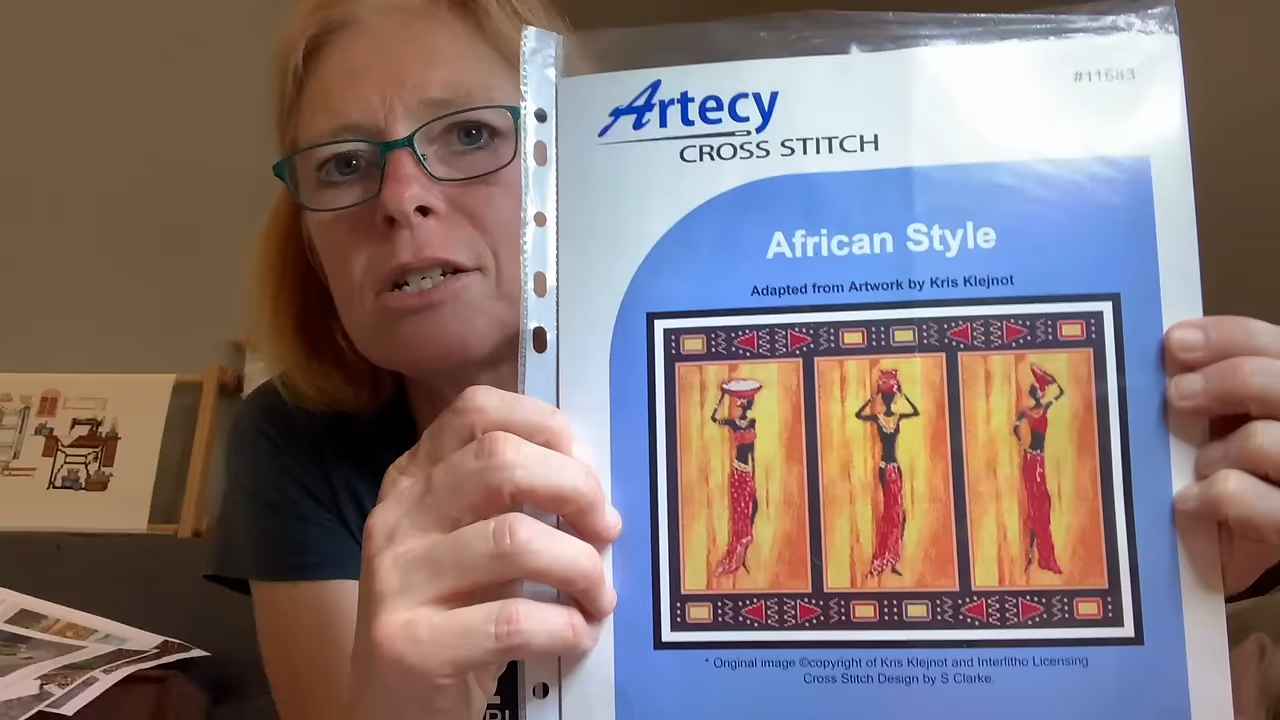 Artecy
CROSS STITCH
#11583
African Style
Adapted from Artwork by Kris Klejnot
* Original image ©copyright of Kris Klejnot and Interlitho Licensing
Cross Stitch Design by S Clarke.